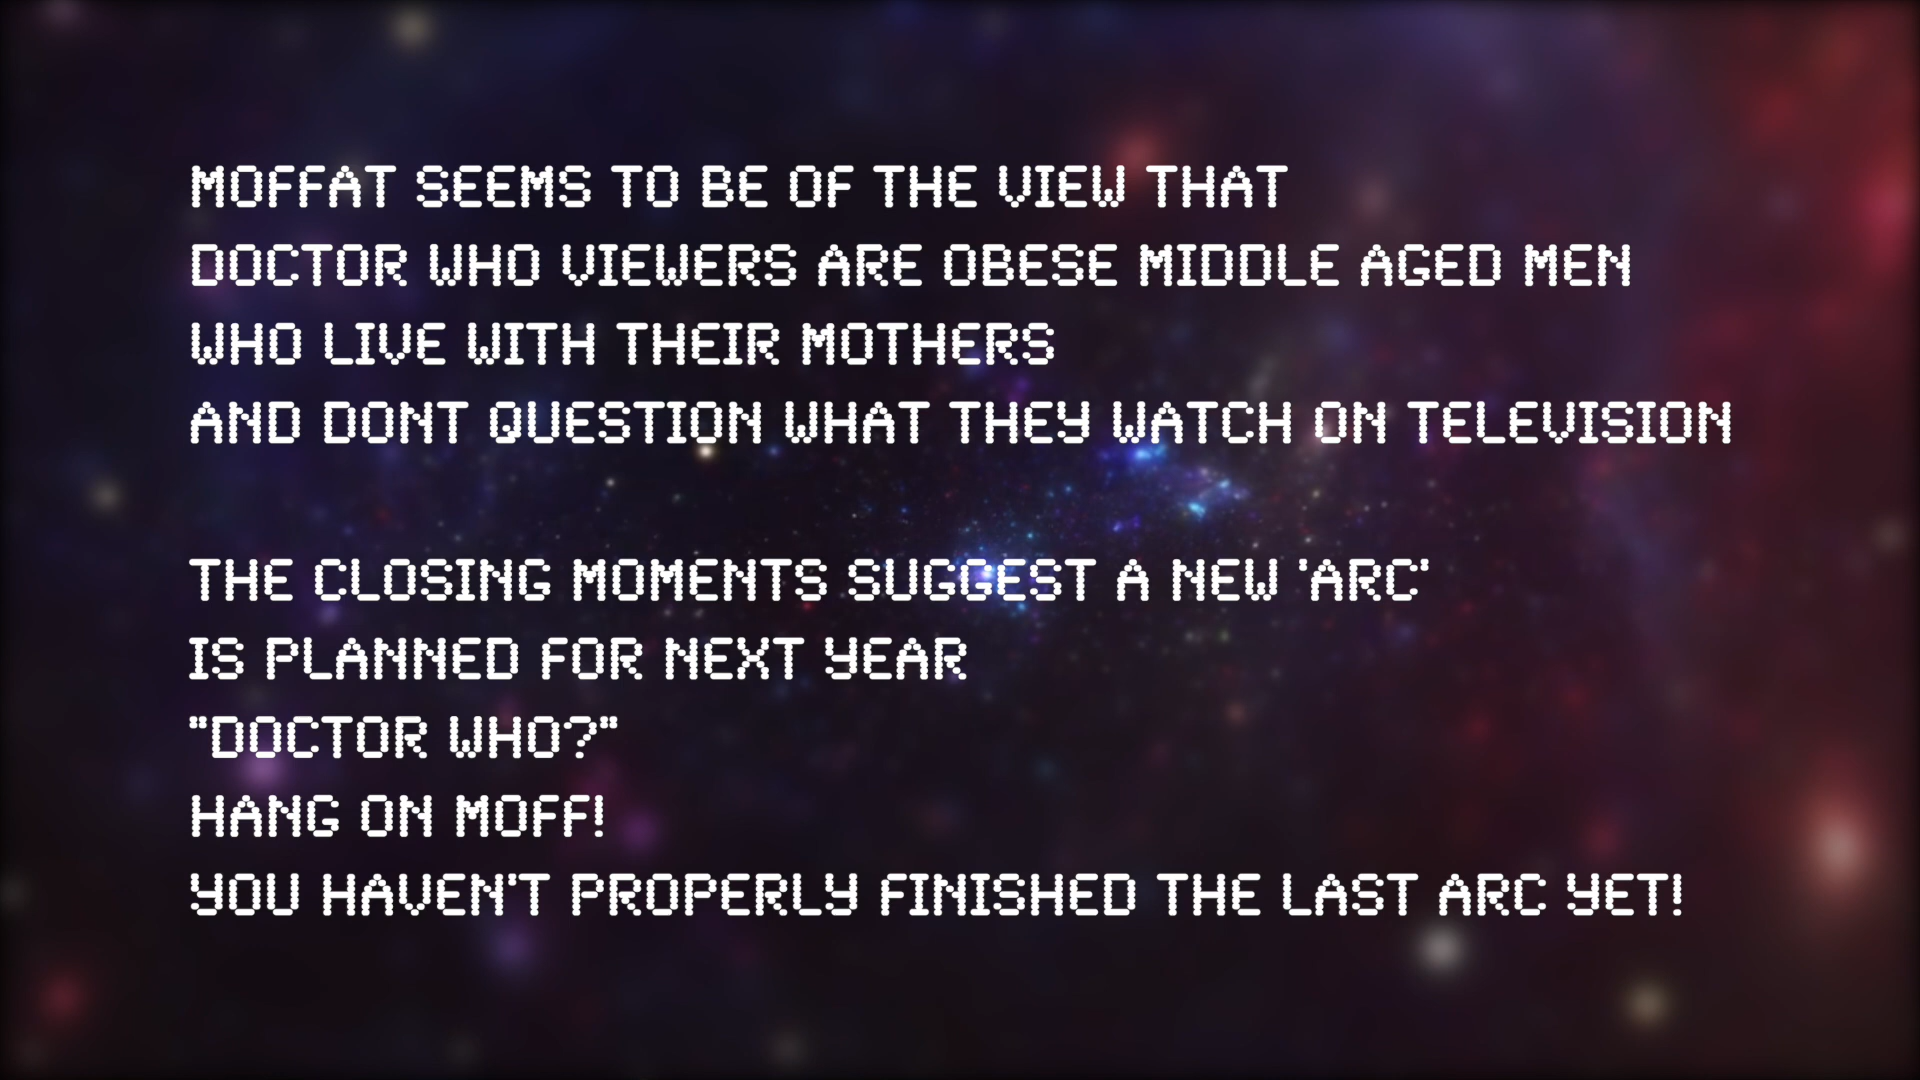 MOFFAT SEEMS TO BE OF THE VIEW THAT
DOCTOR WHO VIEWERS ARE OBESE MIDDLE AGED MEN
WHO LIVE WITH THEIR MOTHERS
AND DONT QUESTION WHAT THEY WATCH ON TELEVISION
THE CLOSING MOMENTS SUGGEST A NEW 'ARC'
IS PLANNED FOR NEXT YEAR
"DOCTOR WHO?"
HANG ON MOFF!
YOU HAVEN'T PROPERLY FINISHED THE LAST ARC YET!